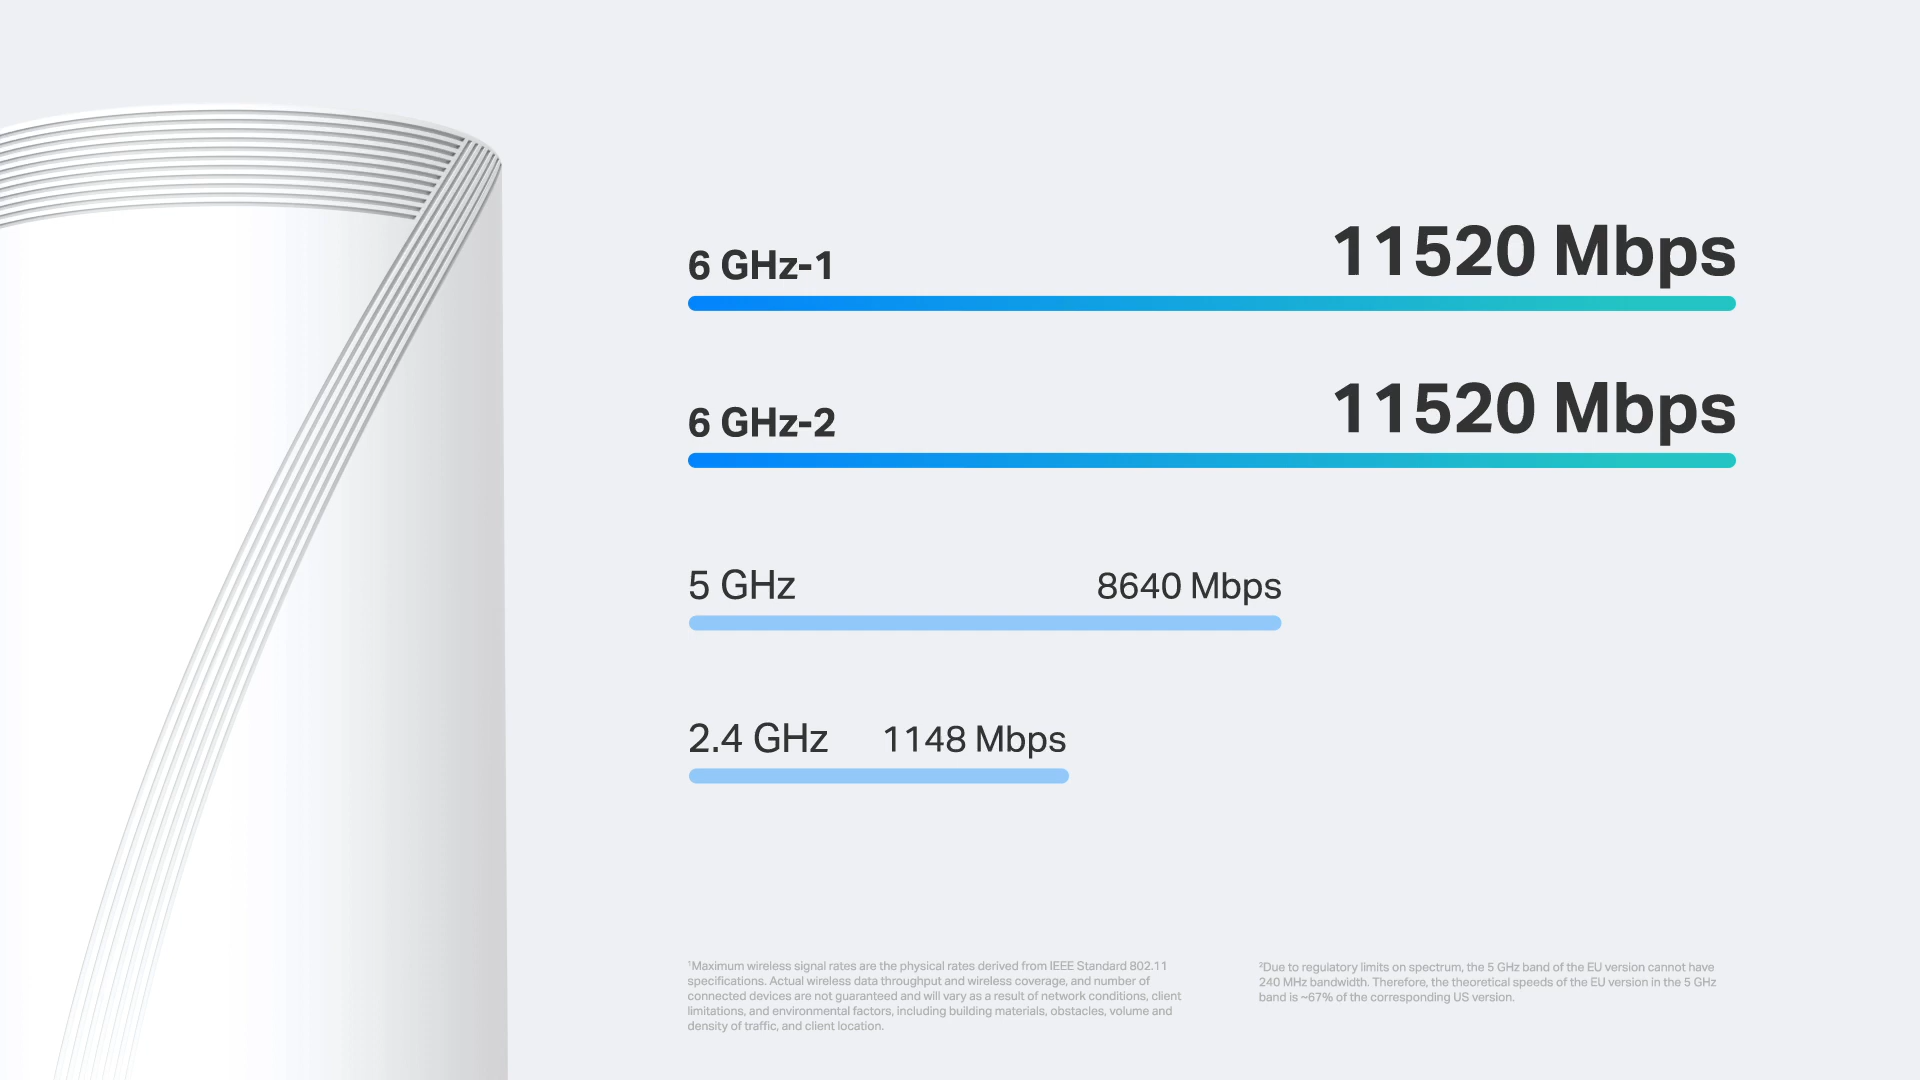 6 GHz-1 11520 Mbps
6 GHz-2 11520 Mbps
5 GHz 8640 Mbps
2.4 GHz 1148 Mbps
¹Maximum wireless signal rates are the physical rates derived from IEEE Standard 802.11
specifications. Actual wireless data throughput and wireless coverage, and number of
connected devices are not guaranteed and will vary as a result of network conditions, client
limitations, and environmental factors, including building materials, obstacles, volume and
density of traffic, and client location.
²Due to regulatory limits on spectrum, the 5 GHz band of the EU version cannot have
240 MHz bandwidth. Therefore, the theoretical speeds of the EU version in the 5 GHz
band is ~67% of the corresponding US version.